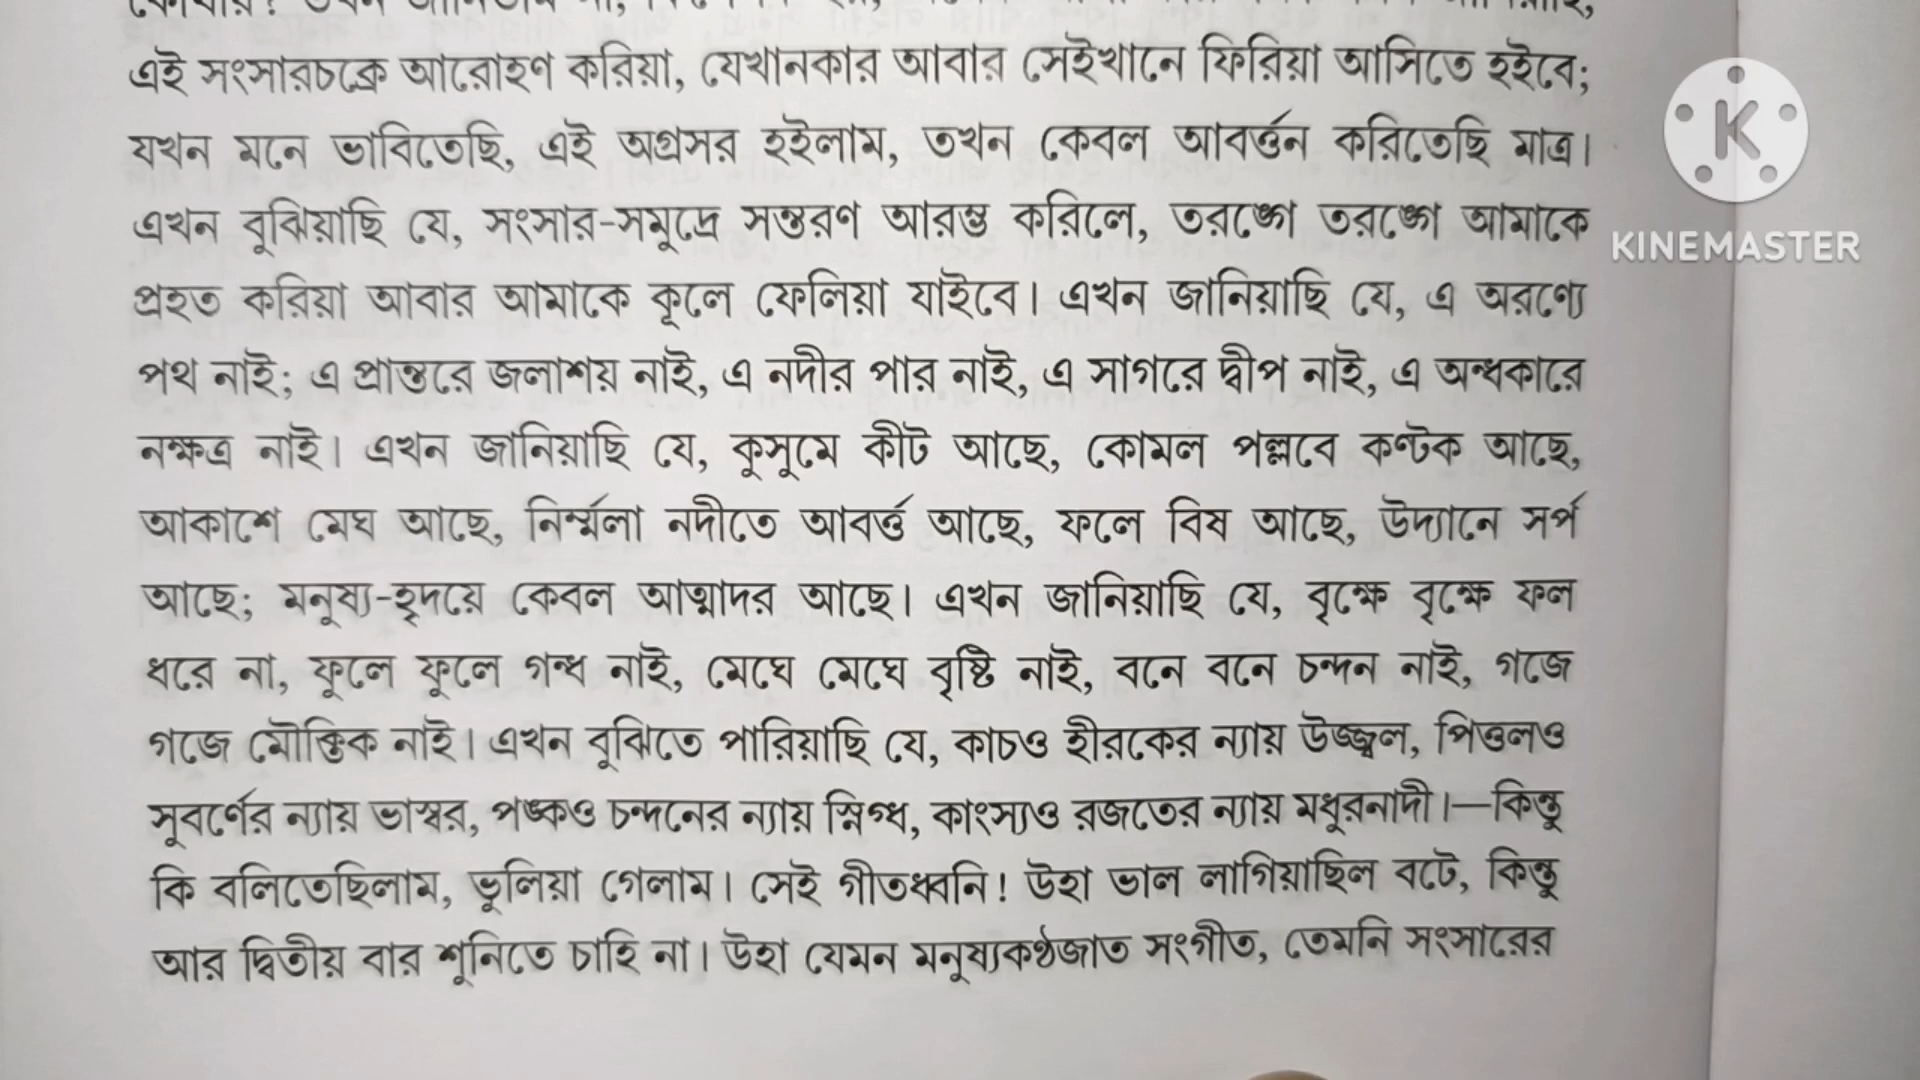 এই সংসারচক্রে আরোহণ করিয়া, যেখানকার আবার সেইখানে ফিরিয়া আসিতে হইবে;
যখন মনে ভাবিতেছি, এই অগ্রসর হইলাম, তখন কেবল আবর্ত্তন করিতেছি মাত্র।
এখন বুঝিয়াছি যে, সংসার-সমুদ্রে সন্তরণ আরম্ভ করিলে, তরঙ্গে তরঙ্গে আমাকে
প্রহত করিয়া আবার আমাকে কূলে ফেলিয়া যাইবে। এখন জানিয়াছি যে, এ অরণ্যে
পথ নাই; এ প্রান্তরে জলাশয় নাই, এ নদীর পার নাই, এ সাগরে দ্বীপ নাই, এ অন্ধকারে
নক্ষত্র নাই। এখন জানিয়াছি যে, কুসুমে কীট আছে, কোমল পল্লবে কণ্টক আছে,
আকাশে মেঘ আছে, নির্ম্মলা নদীতে আবর্ত্ত আছে, ফলে বিষ আছে, উদ্যানে সর্প
আছে; মনুষ্য-হৃদয়ে কেবল আত্মাদর আছে। এখন জানিয়াছি যে, বৃক্ষে বৃক্ষে ফল
ধরে না, ফুলে ফুলে গন্ধ নাই, মেঘে মেঘে বৃষ্টি নাই, বনে বনে চন্দন নাই, গজে
গজে মৌক্তিক নাই। এখন বুঝিতে পারিয়াছি যে, কাচও হীরকের ন্যায় উজ্জ্বল, পিত্তলও
সুবর্ণের ন্যায় ভাস্বর, পঙ্কও চন্দনের ন্যায় স্নিগ্ধ, কাংস্যও রজতের ন্যায় মধুরনাদী।—কিন্তু
কি বলিতেছিলাম, ভুলিয়া গেলাম। সেই গীতধ্বনি! উহা ভাল লাগিয়াছিল বটে, কিন্তু
আর দ্বিতীয় বার শুনিতে চাহি না। উহা যেমন মনুষ্যকণ্ঠজাত সংগীত, তেমনি সংসারের
K
KINEMASTER